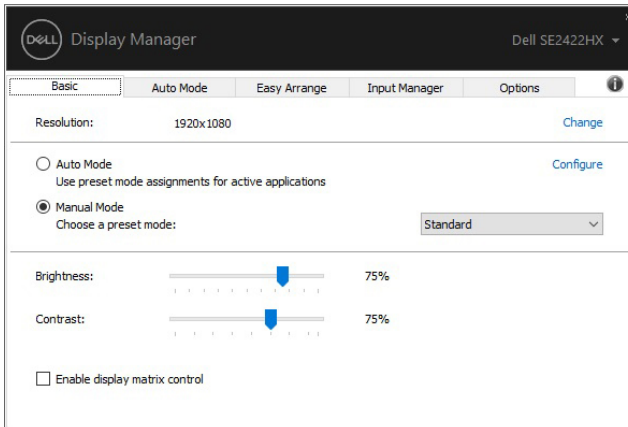 DELL Display Manager Dell SE2422HX
Basic Auto Mode Easy Arrange Input Manager Options
Resolution: 1920x1080 Change
Auto Mode Configure
Use preset mode assignments for active applications
Manual Mode
Choose a preset mode: Standard
Brightness: 75%
Contrast: 75%
Enable display matrix control